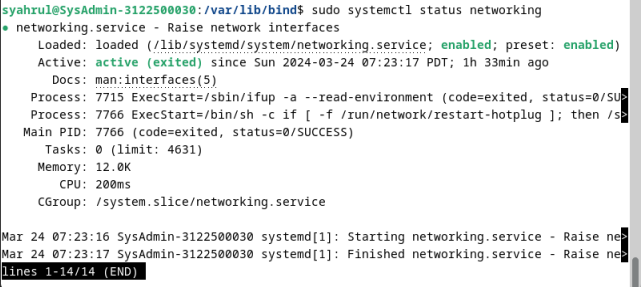 syahrul@SysAdmin-3122500030:/var/lib/bind$ sudo systemctl status networking
● networking.service - Raise network interfaces
     Loaded: loaded (/lib/systemd/system/networking.service; enabled; preset: enabled)
     Active: active (exited) since Sun 2024-03-24 07:23:17 PDT; 1h 33min ago
       Docs: man:interfaces(5)
    Process: 7715 ExecStart=/sbin/ifup -a --read-environment (code=exited, status=0/SU>
    Process: 7766 ExecStart=/bin/sh -c if [ -f /run/network/restart-hotplug ]; then /s>
   Main PID: 7766 (code=exited, status=0/SUCCESS)
      Tasks: 0 (limit: 4631)
     Memory: 12.0K
        CPU: 200ms
     CGroup: /system.slice/networking.service

Mar 24 07:23:16 SysAdmin-3122500030 systemd[1]: Starting networking.service - Raise ne>
Mar 24 07:23:17 SysAdmin-3122500030 systemd[1]: Finished networking.service - Raise ne>
lines 1-14/14 (END)